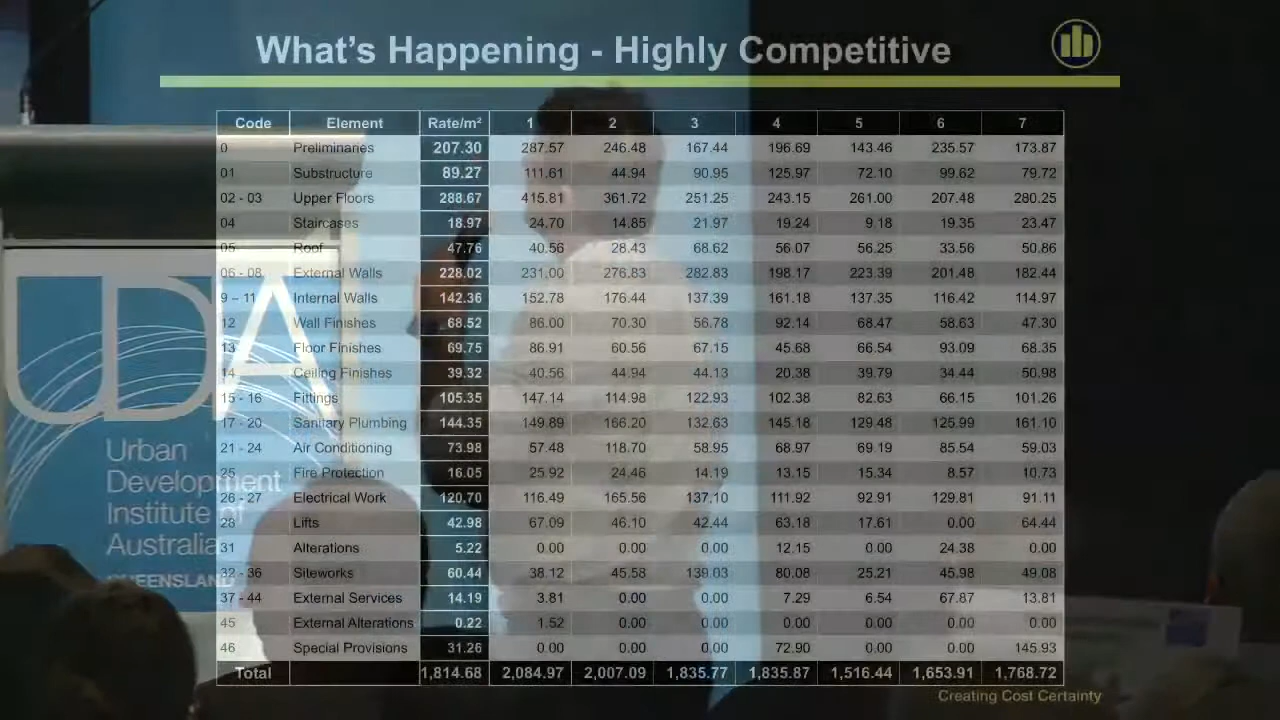 What's Happening - Highly Competitive
Code Element Rate/m² 1 2 3 4 5 6 7
0 Preliminaries 207.30 287.57 246.48 167.44 196.69 143.46 235.57 173.87
01 Substructure 89.27 111.61 44.94 90.95 125.97 72.10 99.62 79.72
02 - 03 Upper Floors 288.67 415.81 361.72 251.25 243.15 261.00 207.48 280.25
04 Staircases 18.97 24.70 14.85 21.97 19.24 9.18 19.35 23.47
05 Roof 47.76 40.56 28.43 68.62 56.07 56.25 33.56 50.86
06 - 08 External Walls 228.02 231.00 276.83 282.83 198.17 223.39 201.48 182.44
9 – 11 Internal Walls 142.36 152.78 176.44 137.39 161.18 137.35 116.42 114.97
12 Wall Finishes 68.52 86.00 70.30 56.78 92.14 68.47 58.63 47.30
13 Floor Finishes 69.75 86.91 60.56 67.15 45.68 66.54 93.09 68.35
14 Ceiling Finishes 39.32 40.56 44.94 44.13 20.38 39.79 34.44 50.98
15 - 16 Fittings 105.35 147.14 114.98 122.93 102.38 82.63 66.15 101.26
17 - 20 Sanitary Plumbing 144.35 149.89 166.20 132.63 145.18 129.48 125.99 161.10
21 - 24 Air Conditioning 73.98 57.48 118.70 58.95 68.97 69.19 85.54 59.03
25 Fire Protection 16.05 25.92 24.46 14.19 13.15 15.34 8.57 10.73
26 - 27 Electrical Work 120.70 116.49 165.56 137.10 111.92 92.91 129.81 91.11
28 Lifts 42.98 67.09 46.10 42.44 63.18 17.61 0.00 64.44
31 Alterations 5.22 0.00 0.00 0.00 12.15 0.00 24.38 0.00
32 - 36 Siteworks 60.44 38.12 45.58 139.03 80.08 25.21 45.98 49.08
37 - 44 External Services 14.19 3.81 0.00 0.00 7.29 6.54 67.87 13.81
45 External Alterations 0.22 1.52 0.00 0.00 0.00 0.00 0.00 0.00
46 Special Provisions 31.26 0.00 0.00 0.00 72.90 0.00 0.00 145.93
Total 1,814.68 2,084.97 2,007.09 1,835.77 1,835.87 1,516.44 1,653.91 1,768.72
Creating Cost Certainty
UDIA
Urban
Development
Institute of
Australia
QUEENSLAND